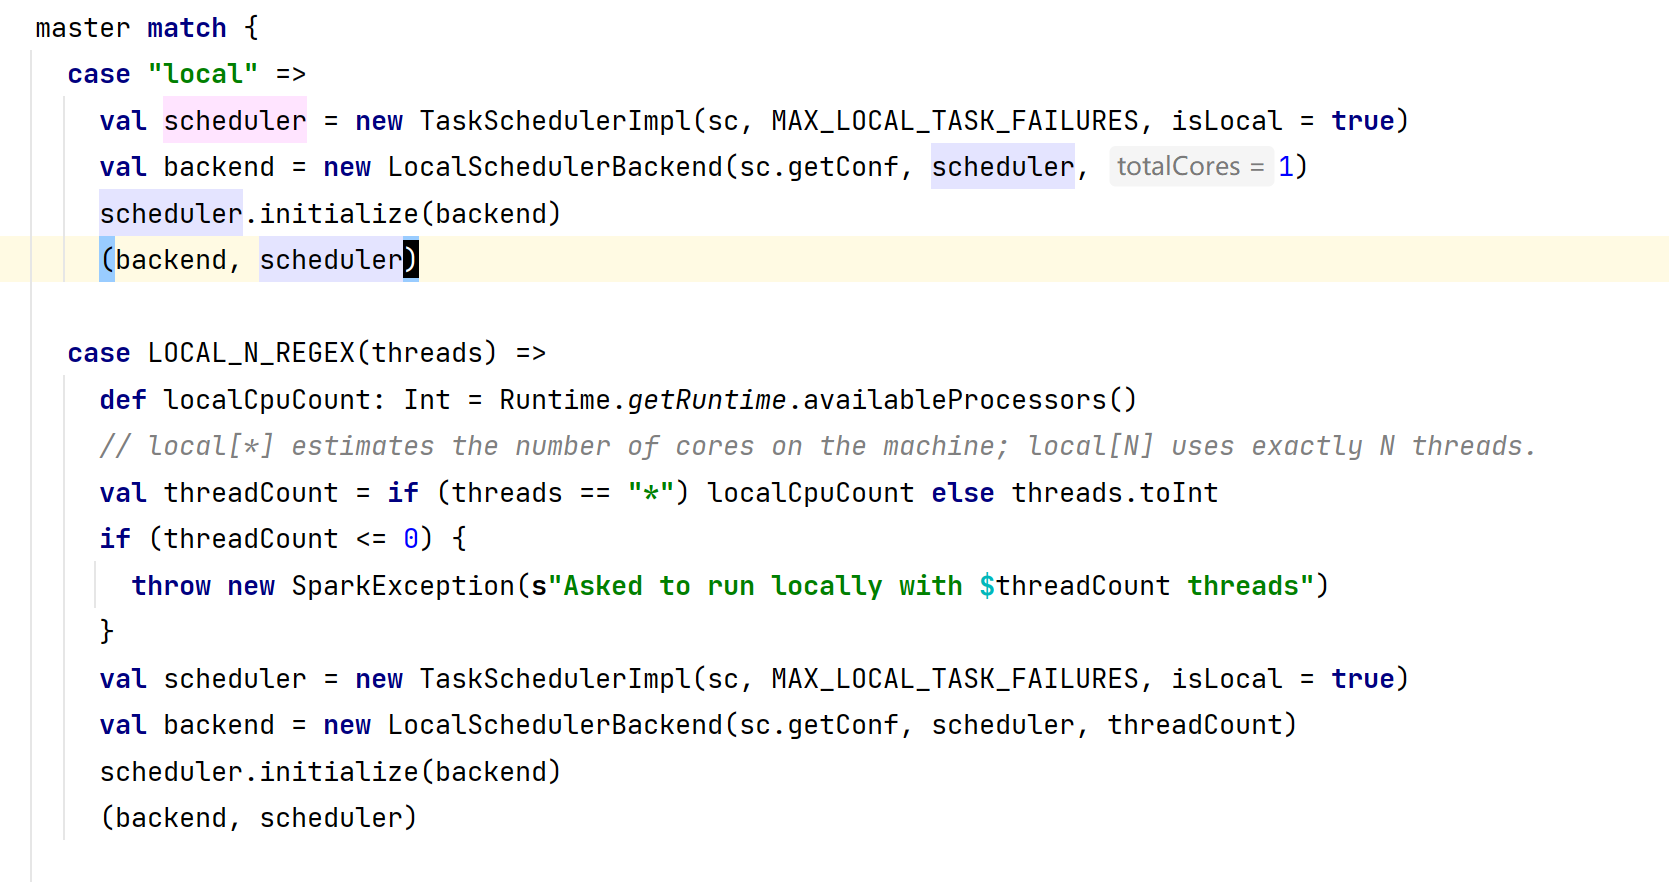 master match {
case "local" =>
val scheduler = new TaskSchedulerImpl(sc, MAX_LOCAL_TASK_FAILURES, isLocal = true)
val backend = new LocalSchedulerBackend(sc.getConf, scheduler, totalCores = 1)
scheduler.initialize(backend)
(backend, scheduler)
case LOCAL_N_REGEX(threads) =>
def localCpuCount: Int = Runtime.getRuntime.availableProcessors()
// local[*] estimates the number of cores on the machine; local[N] uses exactly N threads.
val threadCount = if (threads == "*") localCpuCount else threads.toInt
if (threadCount <= 0) {
throw new SparkException(s"Asked to run locally with $threadCount threads")
}
val scheduler = new TaskSchedulerImpl(sc, MAX_LOCAL_TASK_FAILURES, isLocal = true)
val backend = new LocalSchedulerBackend(sc.getConf, scheduler, threadCount)
scheduler.initialize(backend)
(backend, scheduler)